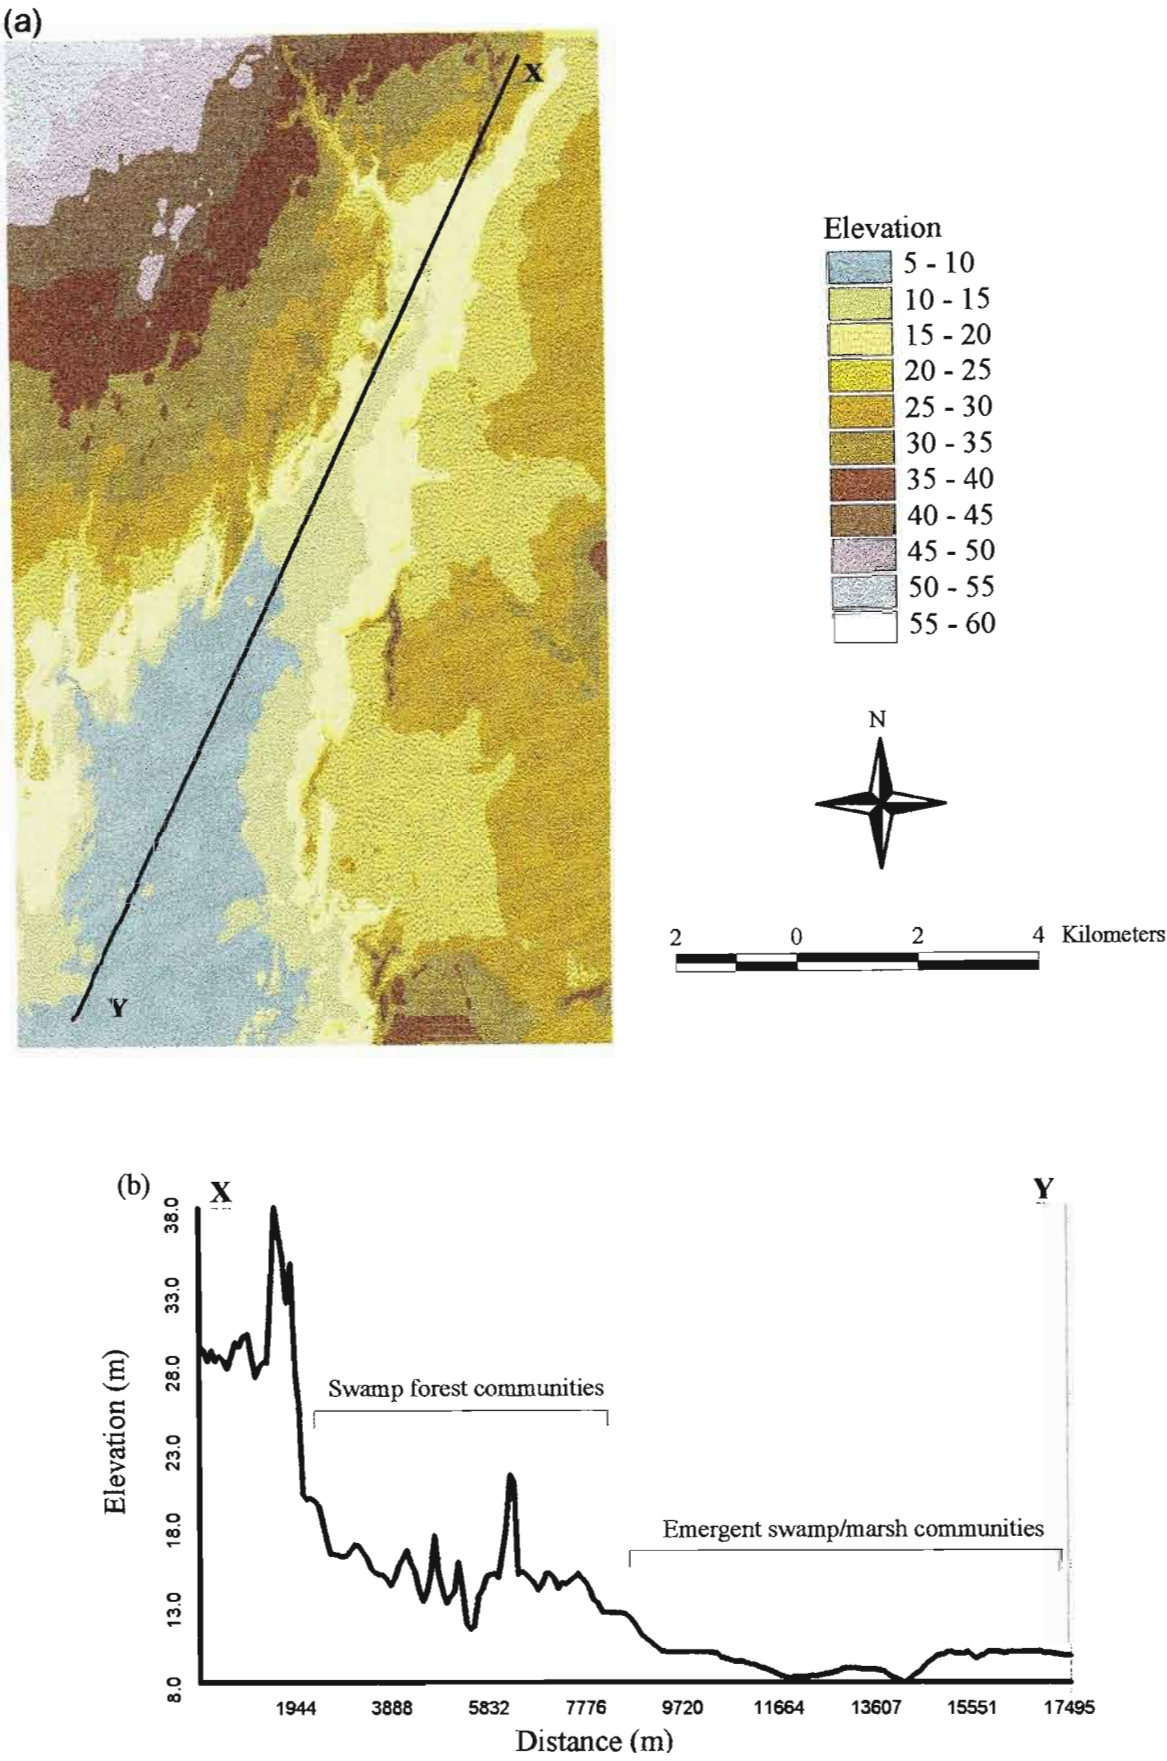 (a)
X
Y
Elevation
5 - 10
10 - 15
15 - 20
20 - 25
25 - 30
30 - 35
35 - 40
40 - 45
45 - 50
50 - 55
55 - 60
N
2 0 2 4 Kilometers
(b)
X Y
38.0
33.0
28.0
23.0
18.0
13.0
8.0
Elevation (m)
Swamp forest communities
Emergent swamp/marsh communities
1944 3888 5832 7776 9720 11664 13607 15551 17495
Distance (m)